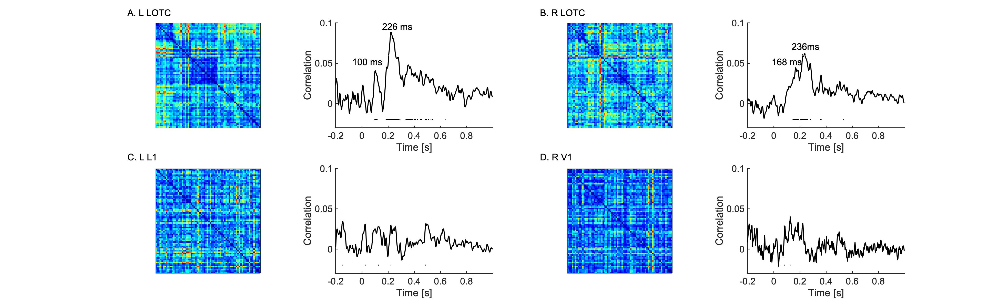 A. L LOTC
226 ms
100 ms
0.1
0.05
0
Correlation
-0.2 0 0.2 0.4 0.6 0.8
Time [s]
B. R LOTC
236ms
168 ms
0.1
0.05
0
Correlation
-0.2 0 0.2 0.4 0.6 0.8
Time [s]
C. L L1
0.1
0.05
0
Correlation
-0.2 0 0.2 0.4 0.6 0.8
Time [s]
D. R V1
0.1
0.05
0
Correlation
-0.2 0 0.2 0.4 0.6 0.8
Time [s]